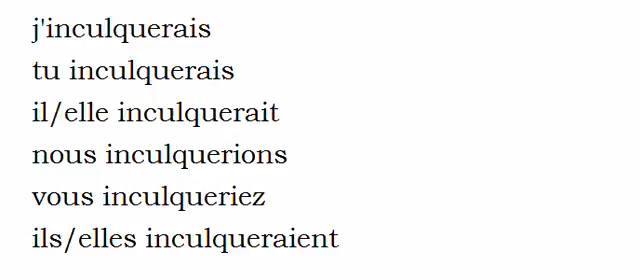 j'inculquerais
tu inculquerais
il/elle inculquerait
nous inculquerions
vous inculqueriez
ils/elles inculqueraient